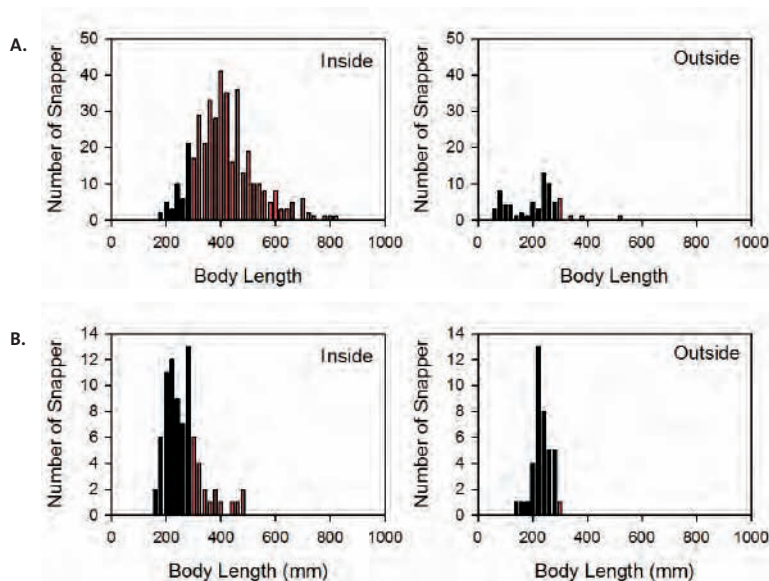 A.
50
40
30
20
10
0
Number of Snapper
Inside
0 200 400 600 800 1000
Body Length
50
40
30
20
10
0
Number of Snapper
Outside
0 200 400 600 800 1000
Body Length
B.
14
12
10
8
6
4
2
0
Number of Snapper
Inside
0 200 400 600 800 1000
Body Length (mm)
14
12
10
8
6
4
2
0
Number of Snapper
Outside
0 200 400 600 800 1000
Body Length (mm)